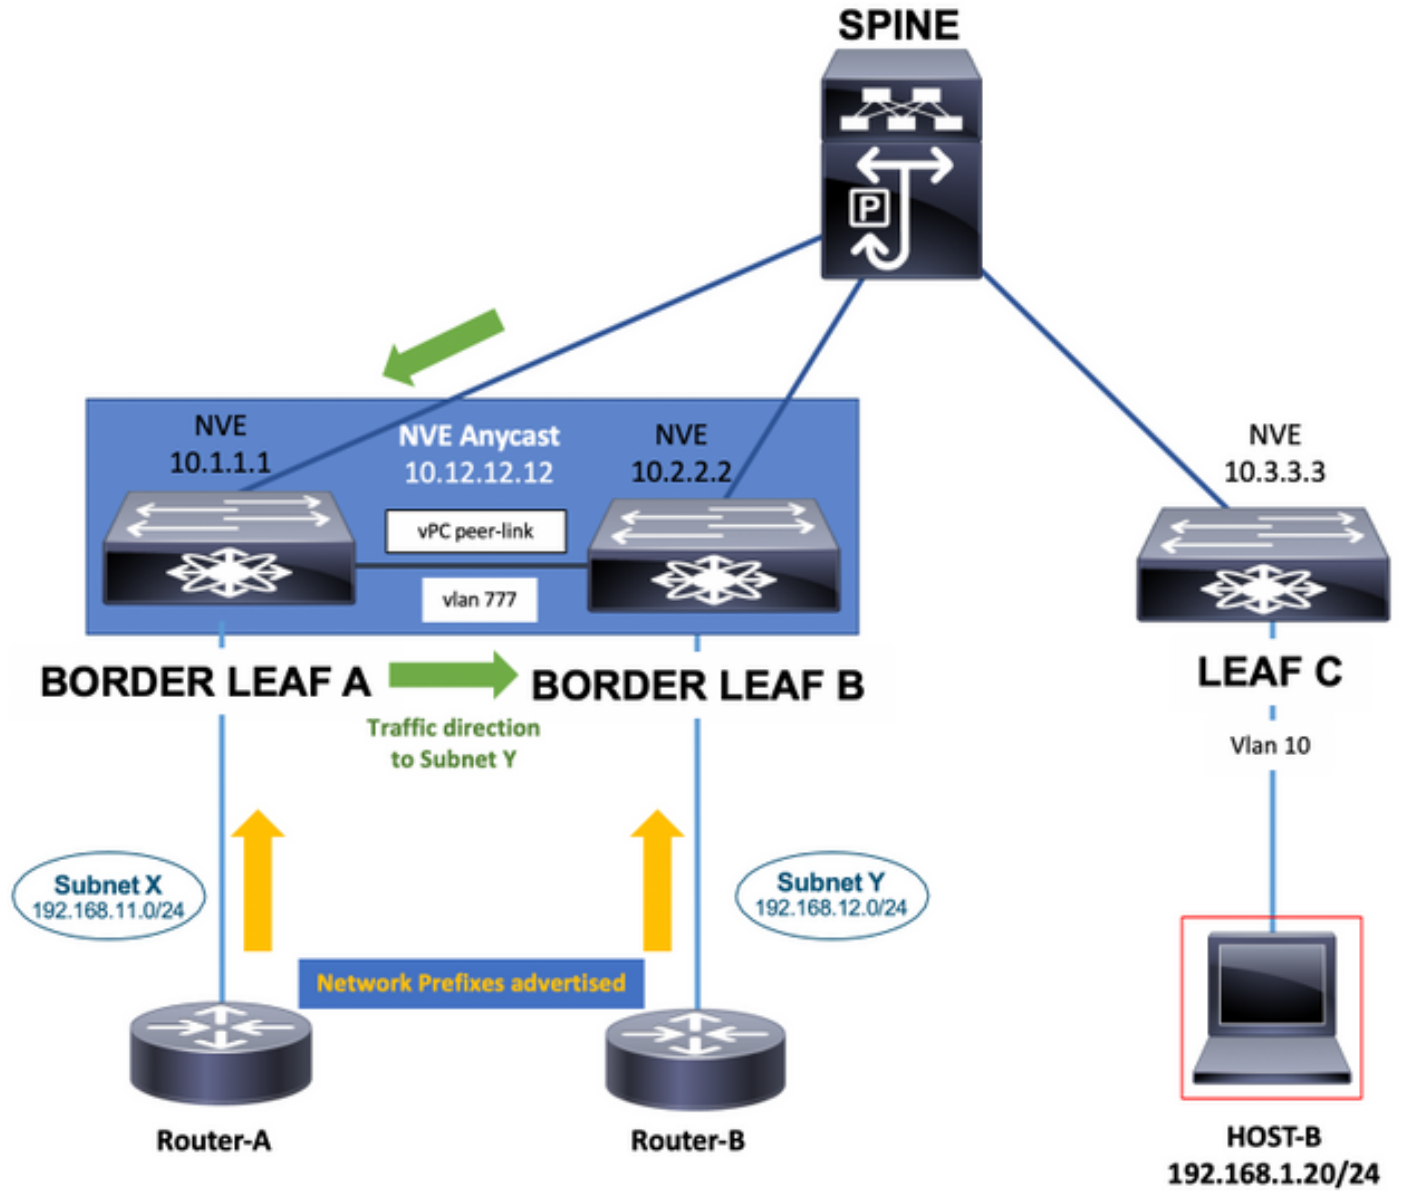 SPINE
P
NVE
10.1.1.1
NVE Anycast
10.12.12.12
NVE
10.2.2.2
NVE
10.3.3.3
vPC peer-link
vlan 777
BORDER LEAF A
BORDER LEAF B
LEAF C
Traffic direction
to Subnet Y
Vlan 10
Subnet X
192.168.11.0/24
Subnet Y
192.168.12.0/24
Network Prefixes advertised
Router-A
Router-B
HOST-B
192.168.1.20/24